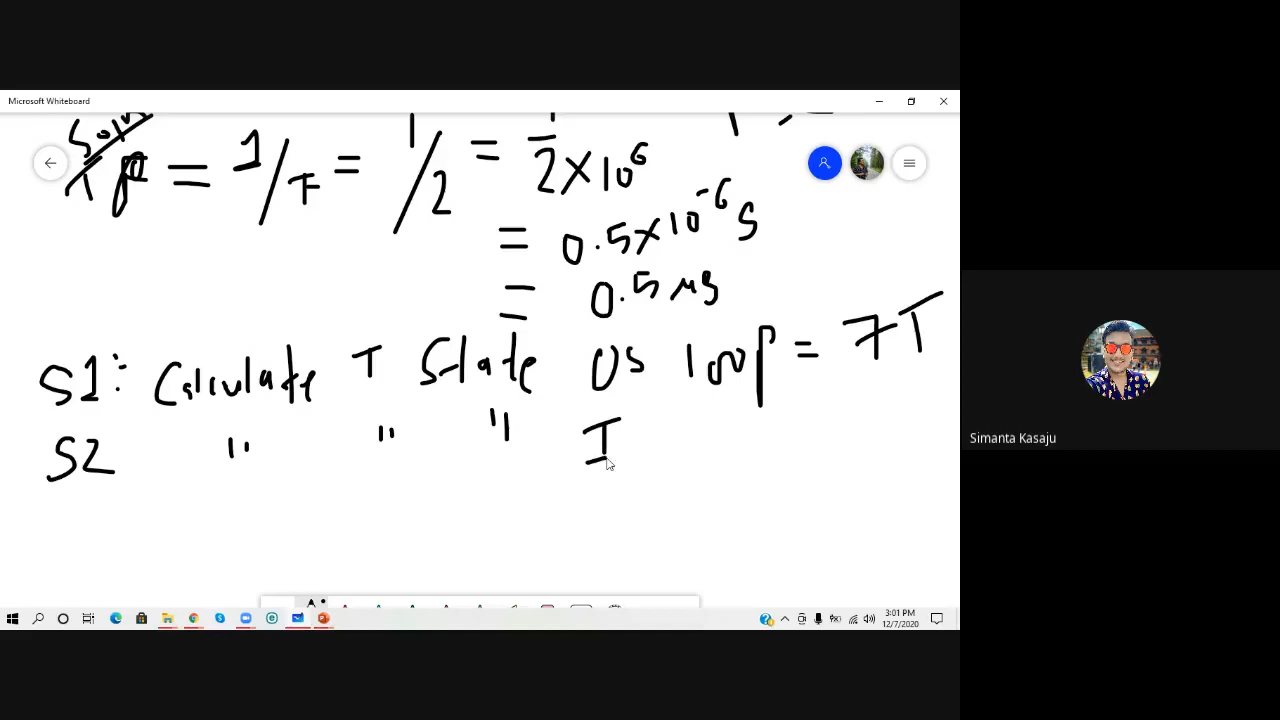 Microsoft Whiteboard
Soln
= 1/T = 1/2 = 1/2×10⁶
= 0.5×10⁻⁶ S
= 0.5 μs
S1: Calculate T State OS loop = 7T
S2 " " " I
Simanta Kasaju
3:01 PM
12/7/2020